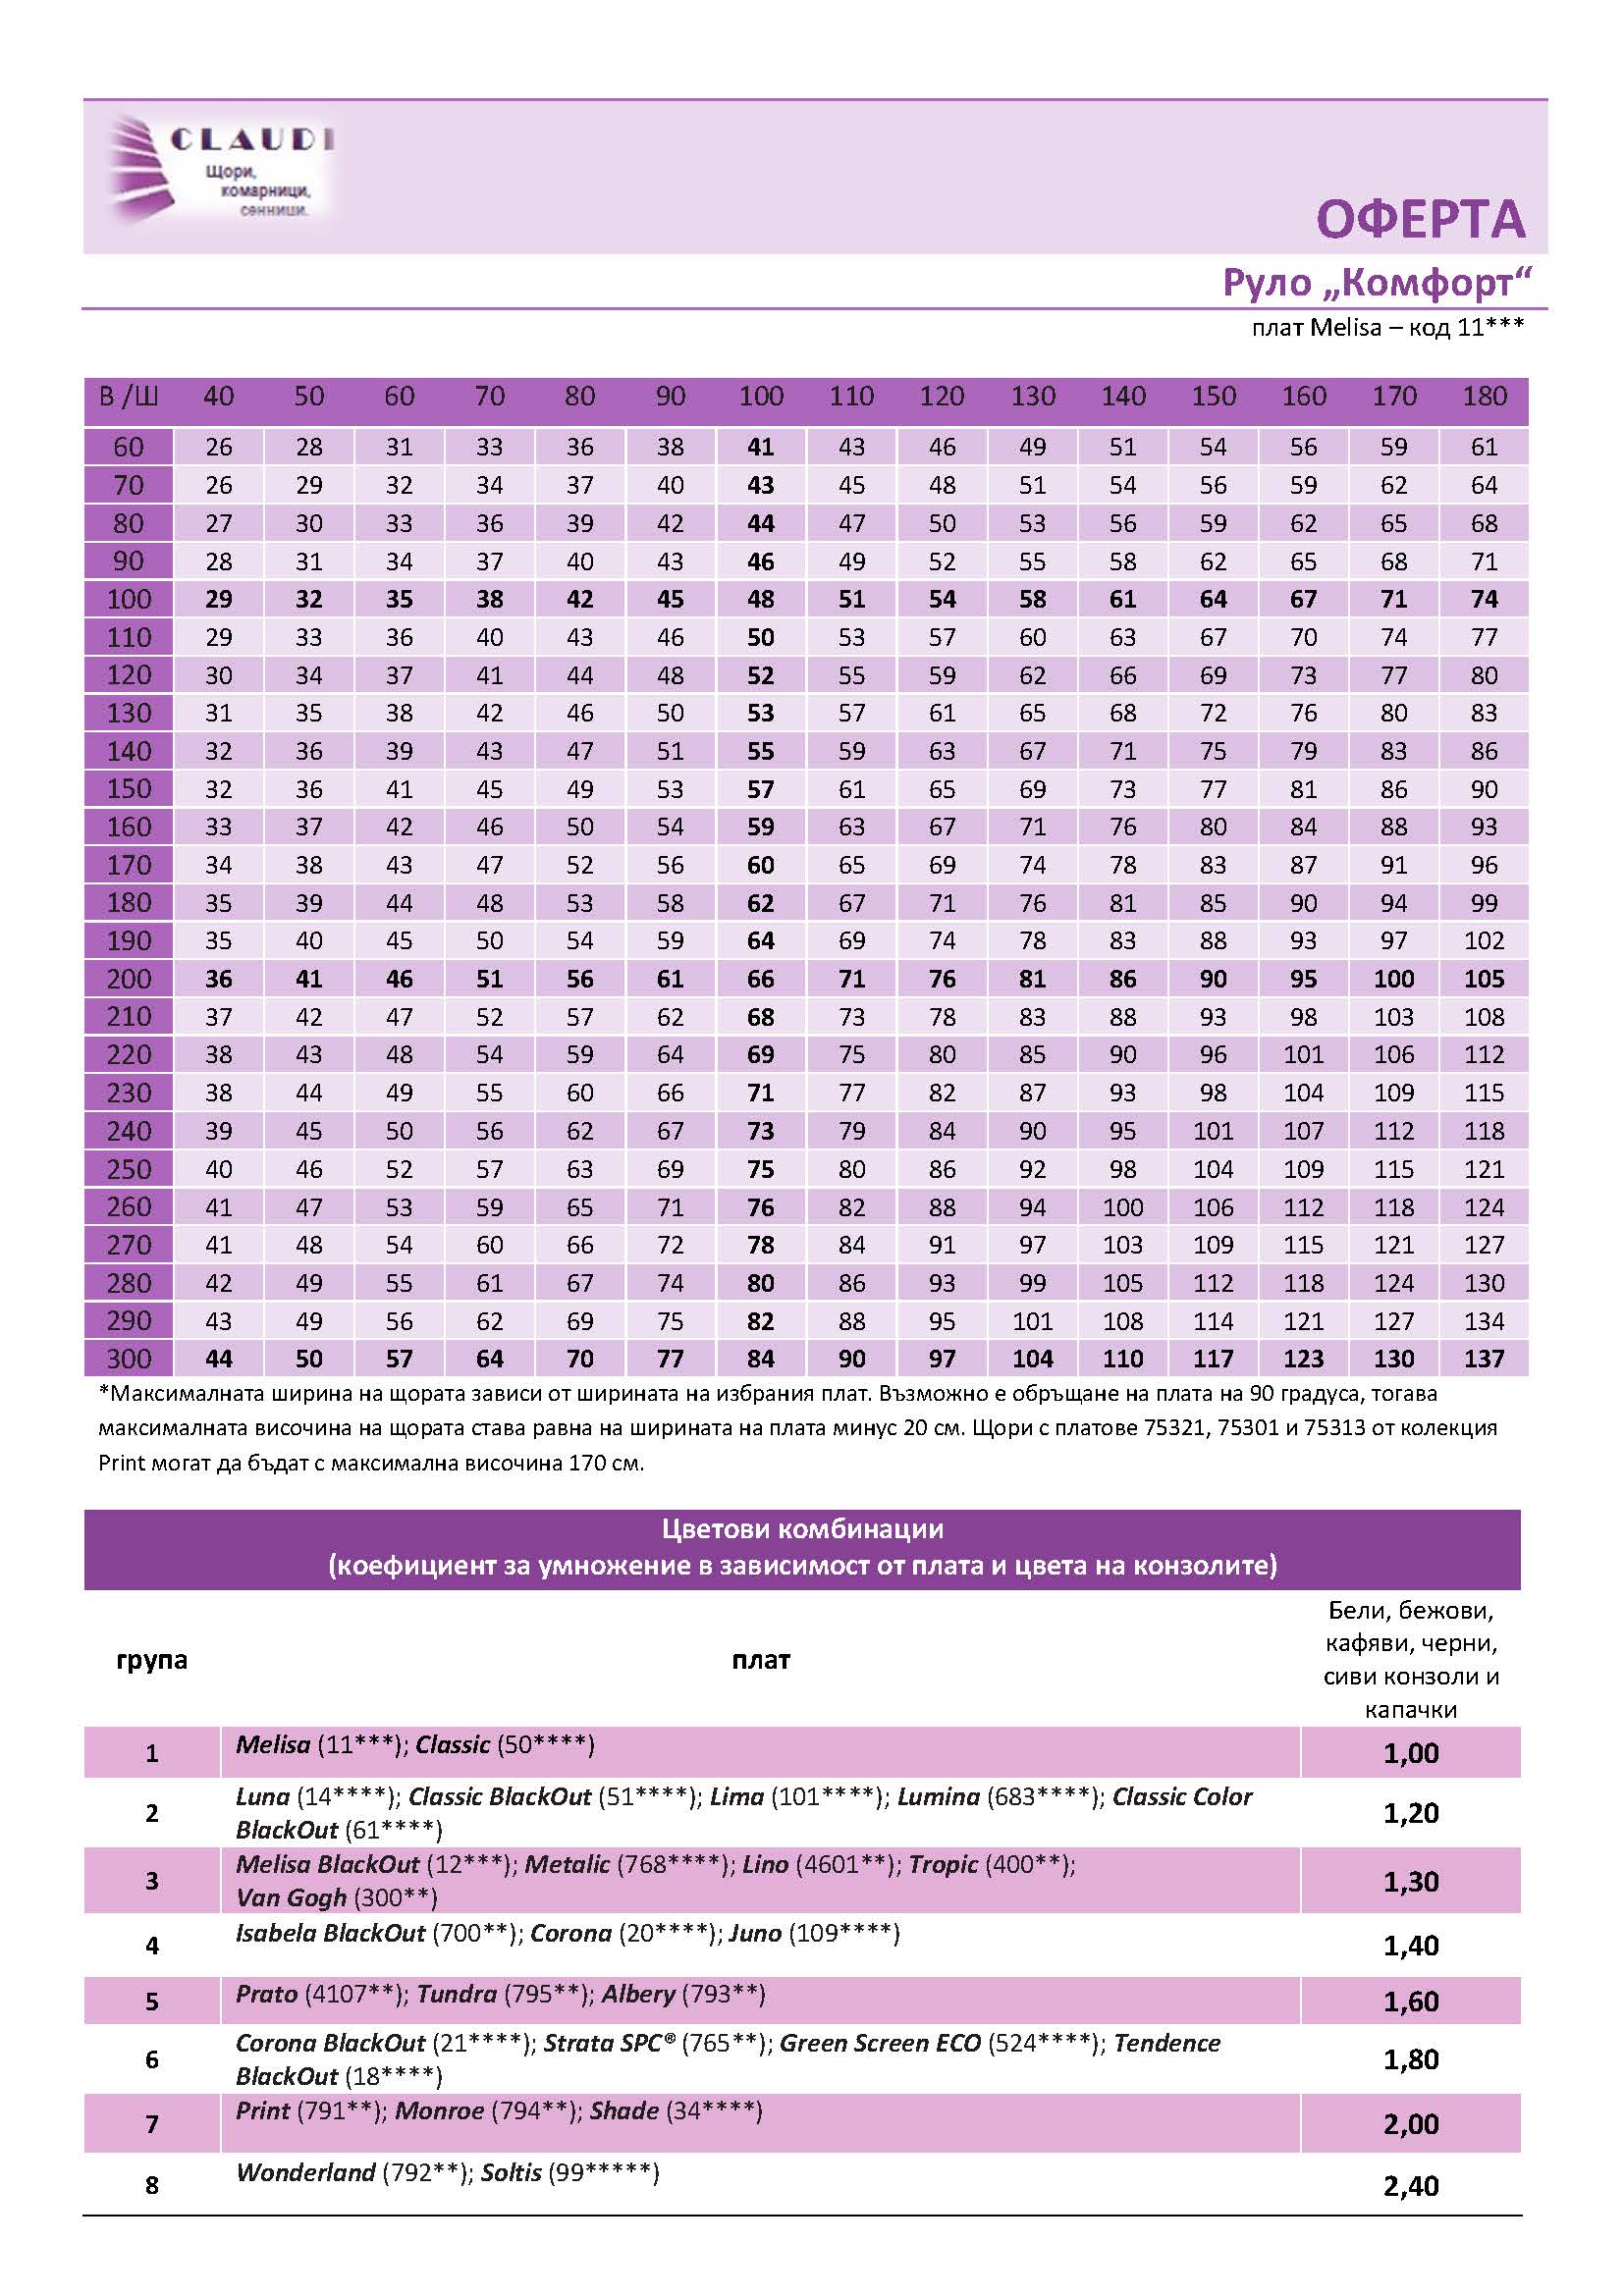 CLAUDI
Щори,
комарници,
сенници.
ОФЕРТА
Руло „Комфорт“
плат Melisa – код 11***
В /Ш 40 50 60 70 80 90 100 110 120 130 140 150 160 170 180
60 26 28 31 33 36 38 41 43 46 49 51 54 56 59 61
70 26 29 32 34 37 40 43 45 48 51 54 56 59 62 64
80 27 30 33 36 39 42 44 47 50 53 56 59 62 65 68
90 28 31 34 37 40 43 46 49 52 55 58 62 65 68 71
100 29 32 35 38 42 45 48 51 54 58 61 64 67 71 74
110 29 33 36 40 43 46 50 53 57 60 63 67 70 74 77
120 30 34 37 41 44 48 52 55 59 62 66 69 73 77 80
130 31 35 38 42 46 50 53 57 61 65 68 72 76 80 83
140 32 36 39 43 47 51 55 59 63 67 71 75 79 83 86
150 32 36 41 45 49 53 57 61 65 69 73 77 81 86 90
160 33 37 42 46 50 54 59 63 67 71 76 80 84 88 93
170 34 38 43 47 52 56 60 65 69 74 78 83 87 91 96
180 35 39 44 48 53 58 62 67 71 76 81 85 90 94 99
190 35 40 45 50 54 59 64 69 74 78 83 88 93 97 102
200 36 41 46 51 56 61 66 71 76 81 86 90 95 100 105
210 37 42 47 52 57 62 68 73 78 83 88 93 98 103 108
220 38 43 48 54 59 64 69 75 80 85 90 96 101 106 112
230 38 44 49 55 60 66 71 77 82 87 93 98 104 109 115
240 39 45 50 56 62 67 73 79 84 90 95 101 107 112 118
250 40 46 52 57 63 69 75 80 86 92 98 104 109 115 121
260 41 47 53 59 65 71 76 82 88 94 100 106 112 118 124
270 41 48 54 60 66 72 78 84 91 97 103 109 115 121 127
280 42 49 55 61 67 74 80 86 93 99 105 112 118 124 130
290 43 49 56 62 69 75 82 88 95 101 108 114 121 127 134
300 44 50 57 64 70 77 84 90 97 104 110 117 123 130 137
*Максималната ширина на щората зависи от ширината на избрания плат. Възможно е обръщане на плата на 90 градуса, тогава
максималната височина на щората става равна на ширината на плата минус 20 см. Щори с платове 75321, 75301 и 75313 от колекция
Print могат да бъдат с максимална височина 170 см.
Цветови комбинации
(коефициент за умножение в зависимост от плата и цвета на конзолите)
група плат Бели, бежови,
кафяви, черни,
сиви конзоли и
капачки
1 Melisa (11***); Classic (50****) 1,00
2 Luna (14****); Classic BlackOut (51****); Lima (101****); Lumina (683****); Classic Color
BlackOut (61****) 1,20
3 Melisa BlackOut (12***); Metalic (768****); Lino (4601**); Tropic (400**);
Van Gogh (300**) 1,30
4 Isabela BlackOut (700**); Corona (20****); Juno (109****) 1,40
5 Prato (4107**); Tundra (795**); Albery (793**) 1,60
6 Corona BlackOut (21****); Strata SPC® (765**); Green Screen ECO (524****); Tendence
BlackOut (18****) 1,80
7 Print (791**); Monroe (794**); Shade (34****) 2,00
8 Wonderland (792**); Soltis (99*****) 2,40